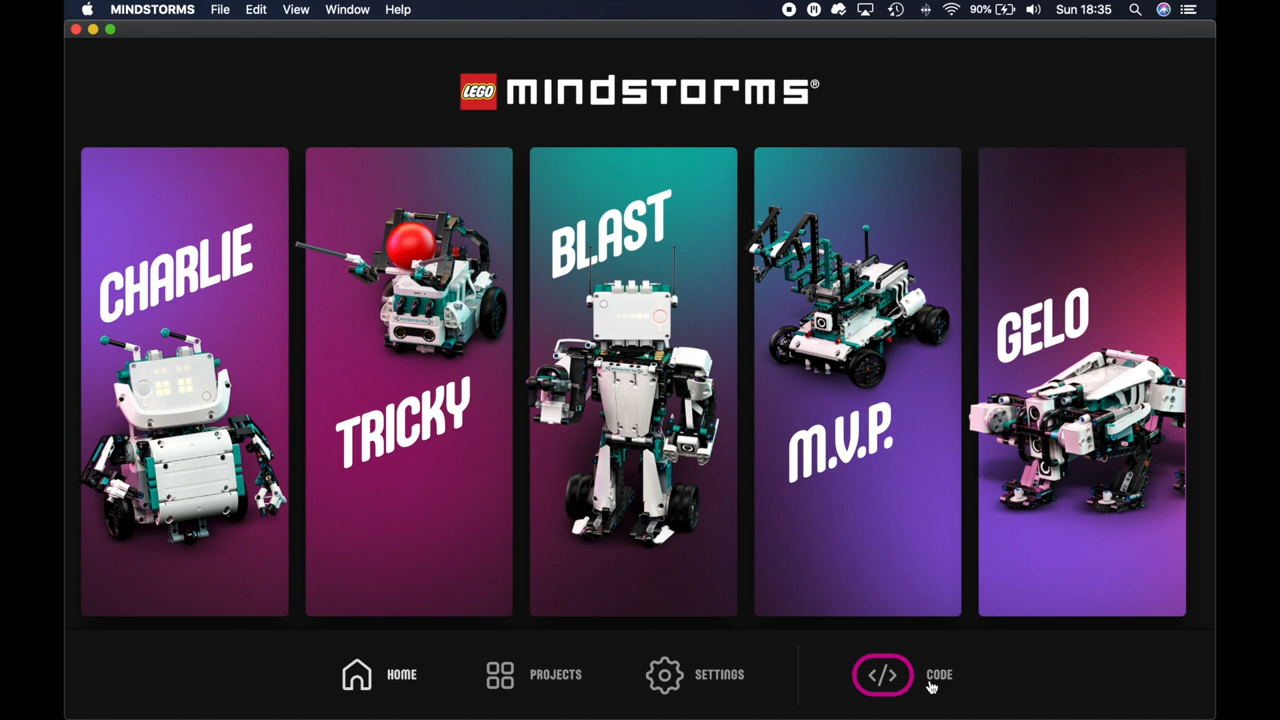 MINDSTORMS File Edit View Window Help 90% Sun 18:35
LEGO mindstorms®
CHARLIE
TRICKY
BLAST
M.V.P.
GELO
HOME PROJECTS SETTINGS </> CODE